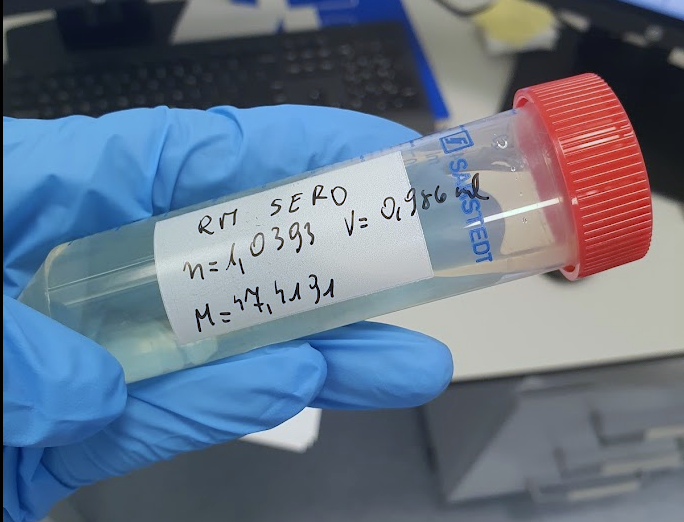 RM SERO
n=1,0393 V=0,986 ml
M=47,4191
SARSTEDT